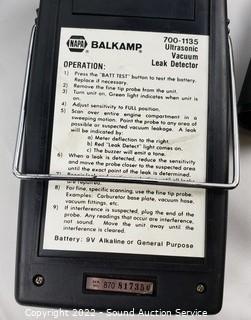 NAPA BALKAMP 700-1135
Ultrasonic
Vacuum
Leak Detector
OPERATION:
1) Press the "BATT TEST" button to test the battery.
Replace if necessary.
2) Remove the fine tip probe from the unit.
3) Turn unit on. Green light indicates when unit is
on.
4) Adjust sensitivity to FULL position.
5) Scan over entire engine compartment in a
sweeping motion. Point the probe to any area of
possible or suspected vacuum leakage. A leak
will be indicated by:
a) Meter deflection to the right.
b) Red "Leak Detect" light comes on.
c) The buzzer will emit a tone.
6) When a leak is detected, reduce the sensitivity
and move the probe closer to the suspected area
until the exact point of the leak is determined.
7)
are required.
8) For fine, specific scanning, use the fine tip probe.
Examples: Carburetor base plate, vacuum hose,
vacuum fittings, etc.
9) If interference is suspected, plug the end of the
probe. Any readings that occur are interference,
not sound. Move the unit away until the
interference is cleared.
Battery: 9V Alkaline or General Purpose
870 817350
Copyright 2022 - Sound Auction Service